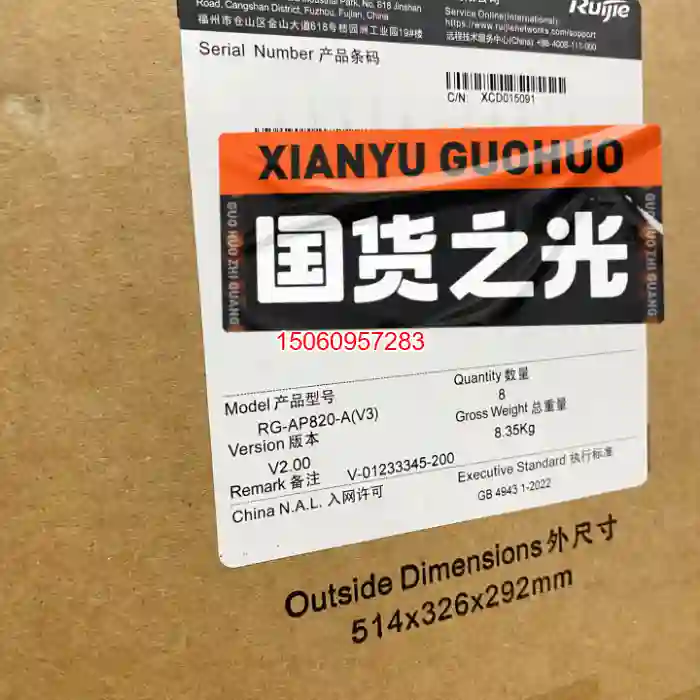 Industrial Park, No. 618 Jinshan
Road, Cangshan District, Fuzhou, Fujian, China
福州市仓山区金山大道618号桔园洲工业园19#楼
Service Online(International):
https://www.ruijienetworks.com/support
远程技术服务中心(China) +86-4008-111-000
Ruijie
Serial Number 产品条码
C/N: XCD015091
XIANYU GUOHUO
国货之光
GUO HUO ZHI GUANG
GUO HUO ZHI GUANG
15060957283
Model 产品型号
RG-AP820-A(V3)
Version 版本
V2.00
Remark 备注 V-01233345-200
China N.A.L. 入网许可
Quantity 数量
8
Gross Weight 总重量
8.35Kg
Executive Standard 执行标准
GB 4943 1-2022
Outside Dimensions 外尺寸
514x326x292mm